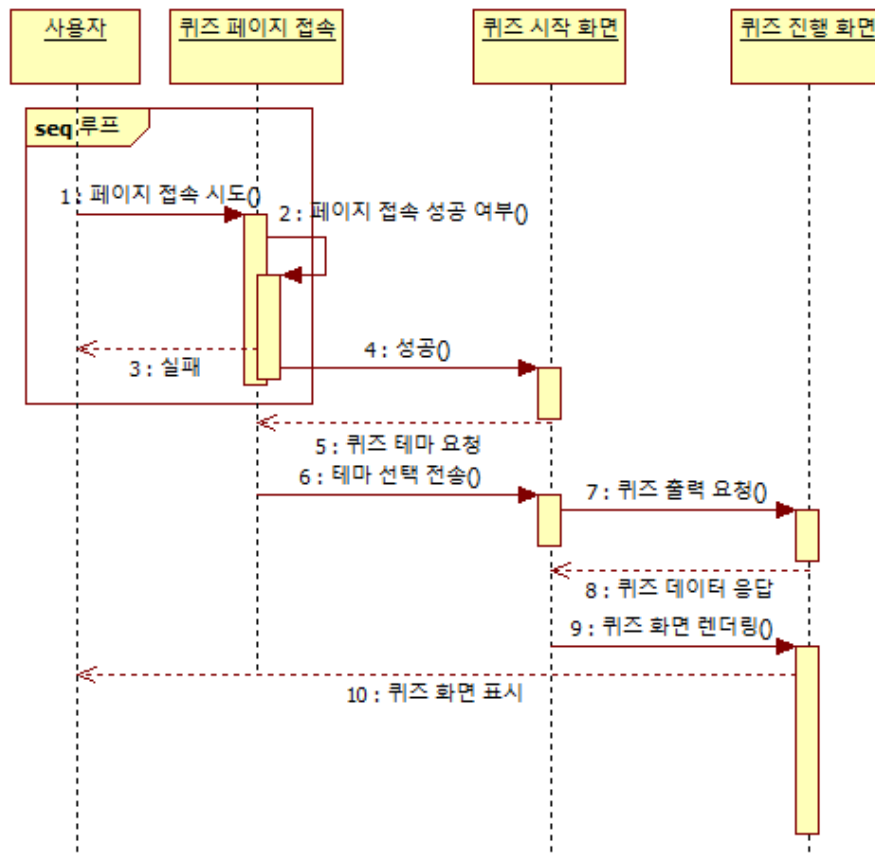 사용자
퀴즈 페이지 접속
퀴즈 시작 화면
퀴즈 진행 화면
seq 루프
1 : 페이지 접속 시도()
2 : 페이지 접속 성공 여부()
3 : 실패
4 : 성공()
5 : 퀴즈 테마 요청
6 : 테마 선택 전송()
7 : 퀴즈 출력 요청()
8 : 퀴즈 데이터 응답
9 : 퀴즈 화면 렌더링()
10 : 퀴즈 화면 표시